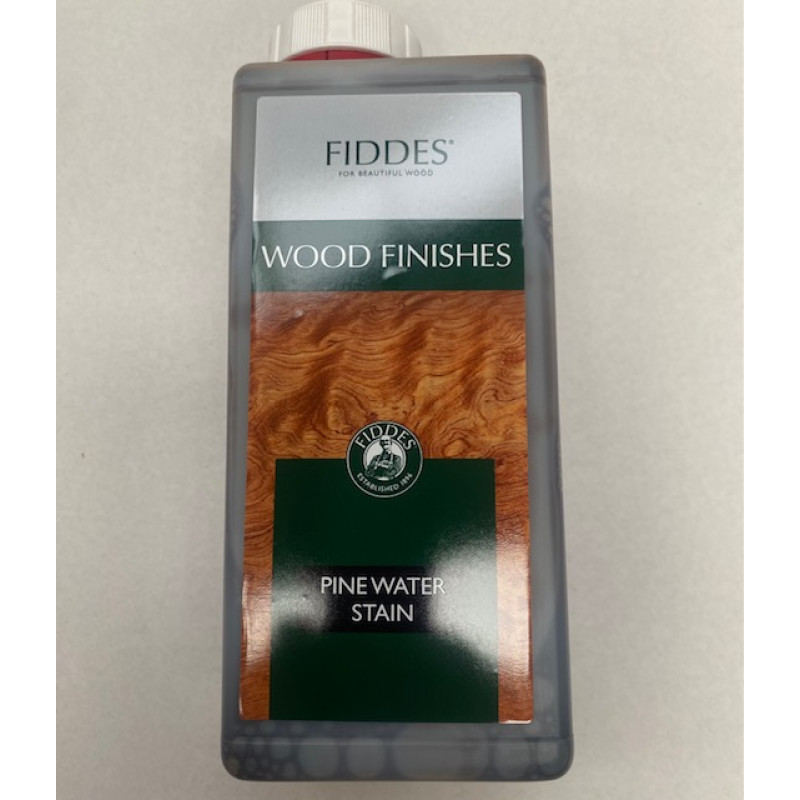 FIDDES®
FOR BEAUTIFUL WOOD
WOOD FINISHES
FIDDES
ESTABLISHED 1896
PINE WATER
STAIN